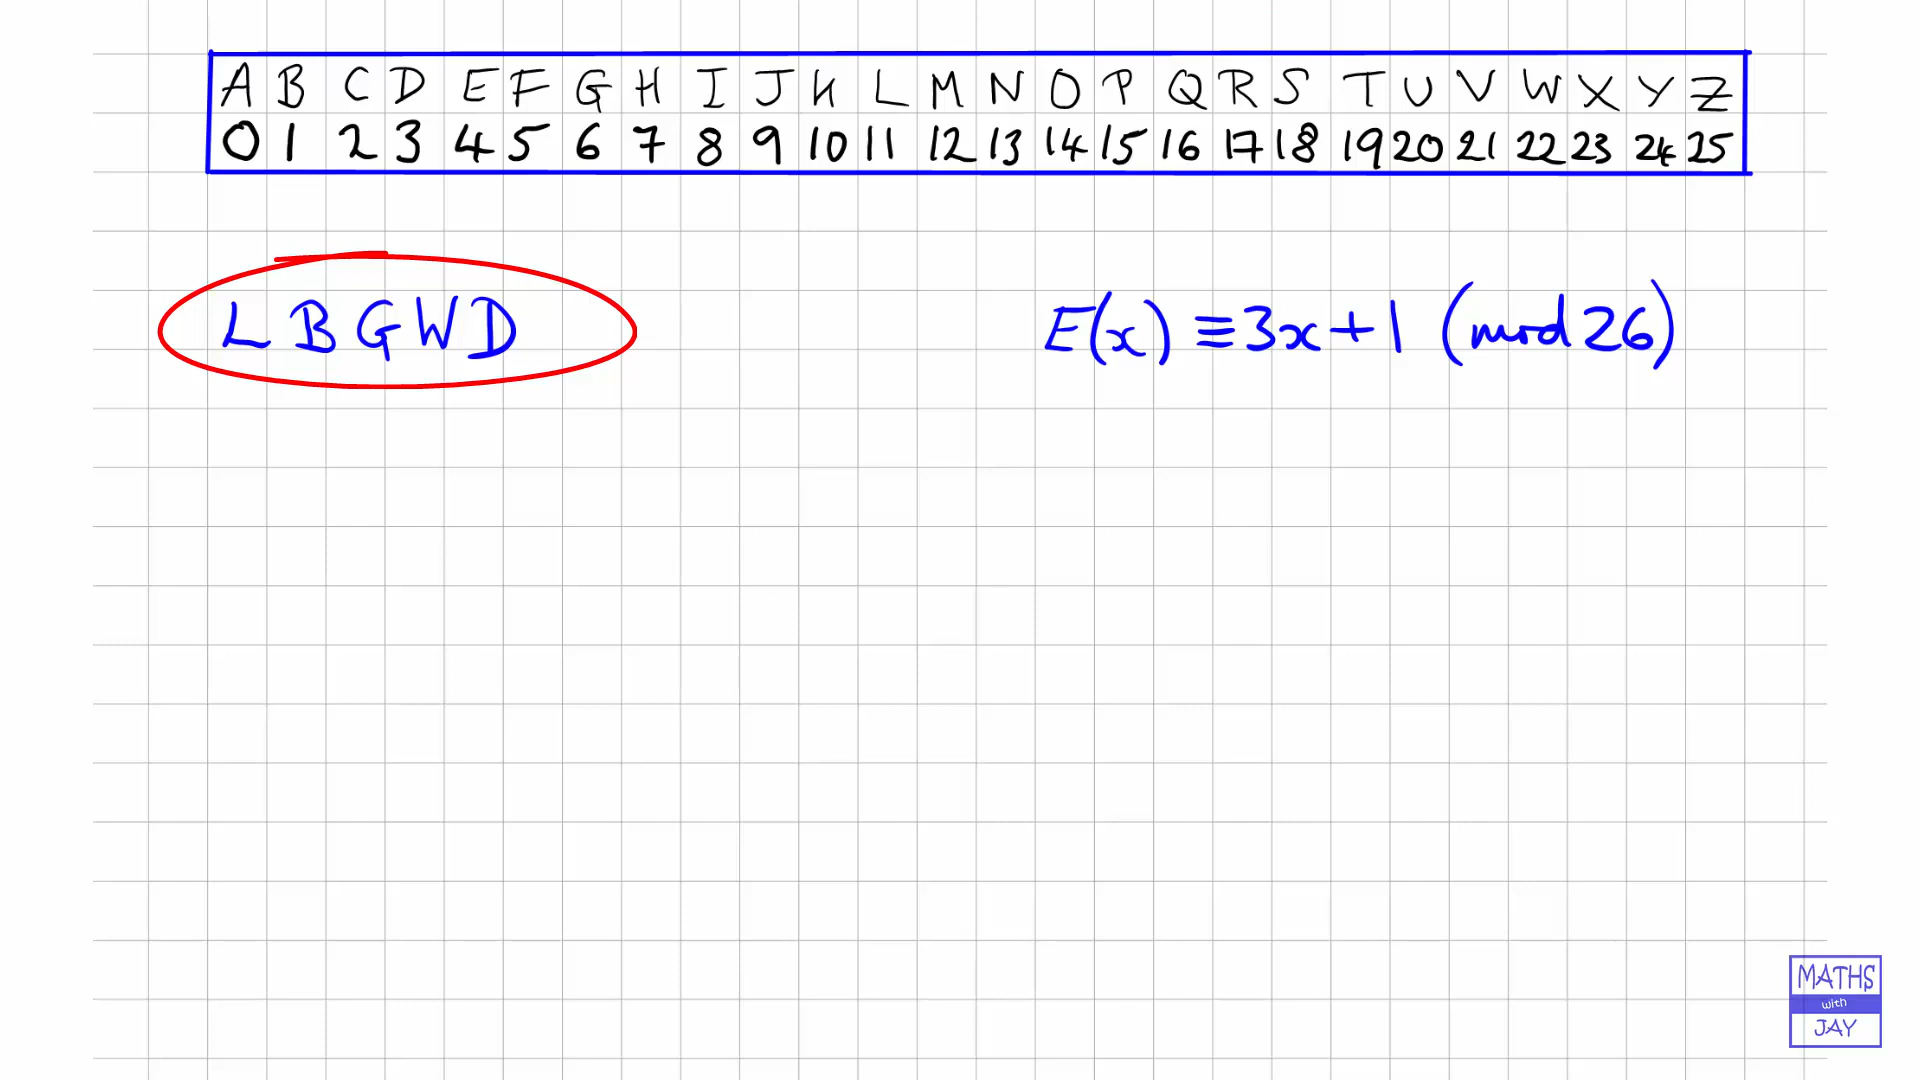 A B C D E F G H I J K L M N O P Q R S T U V W X Y Z
0 1 2 3 4 5 6 7 8 9 10 11 12 13 14 15 16 17 18 19 20 21 22 23 24 25
L B G W D
E(x) ≡ 3x + 1 (mod 26)
MATHS
with
JAY